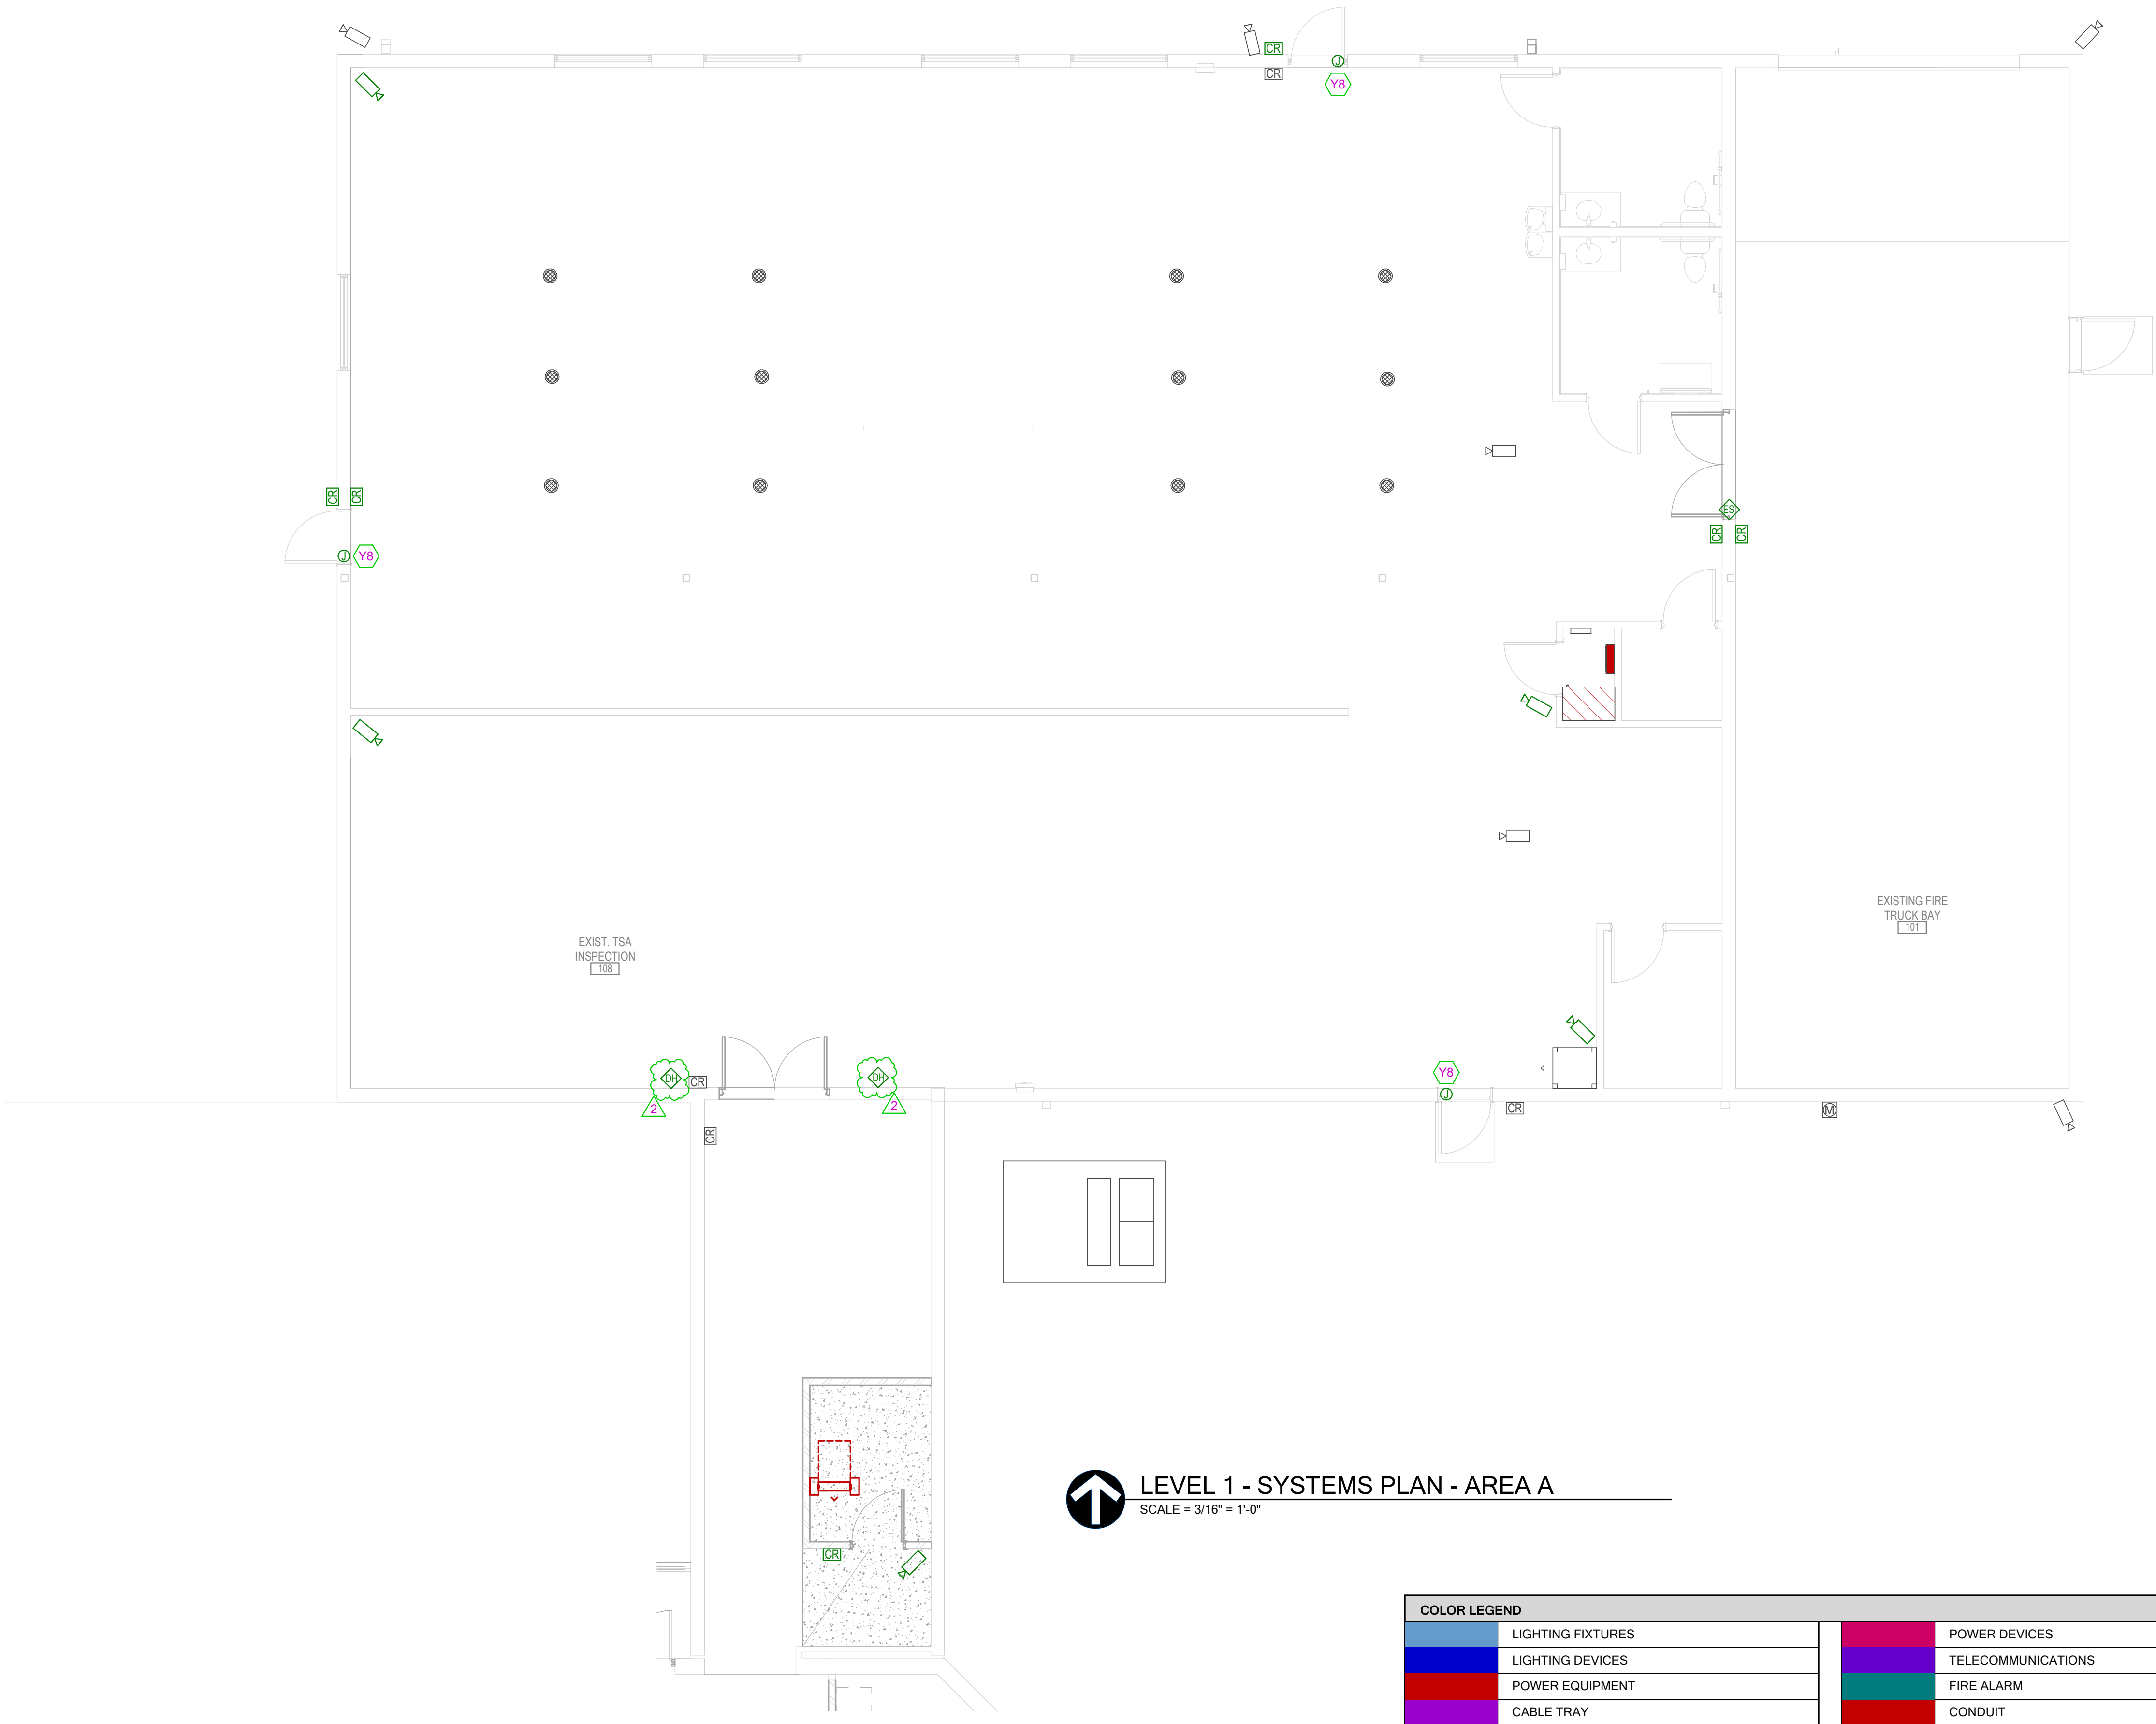 CR
J
CR
Y8
CR
CR
ES
J
Y8
CR
CR
EXISTING FIRE
TRUCK BAY
101
EXIST. TSA
INSPECTION
108
DH
CR
DH
Y8
2
2
J
CR
M
CR
LEVEL 1 - SYSTEMS PLAN - AREA A
SCALE = 3/16" = 1'-0"
CR
COLOR LEGEND
LIGHTING FIXTURES
POWER DEVICES
LIGHTING DEVICES
TELECOMMUNICATIONS
POWER EQUIPMENT
FIRE ALARM
CABLE TRAY
CONDUIT